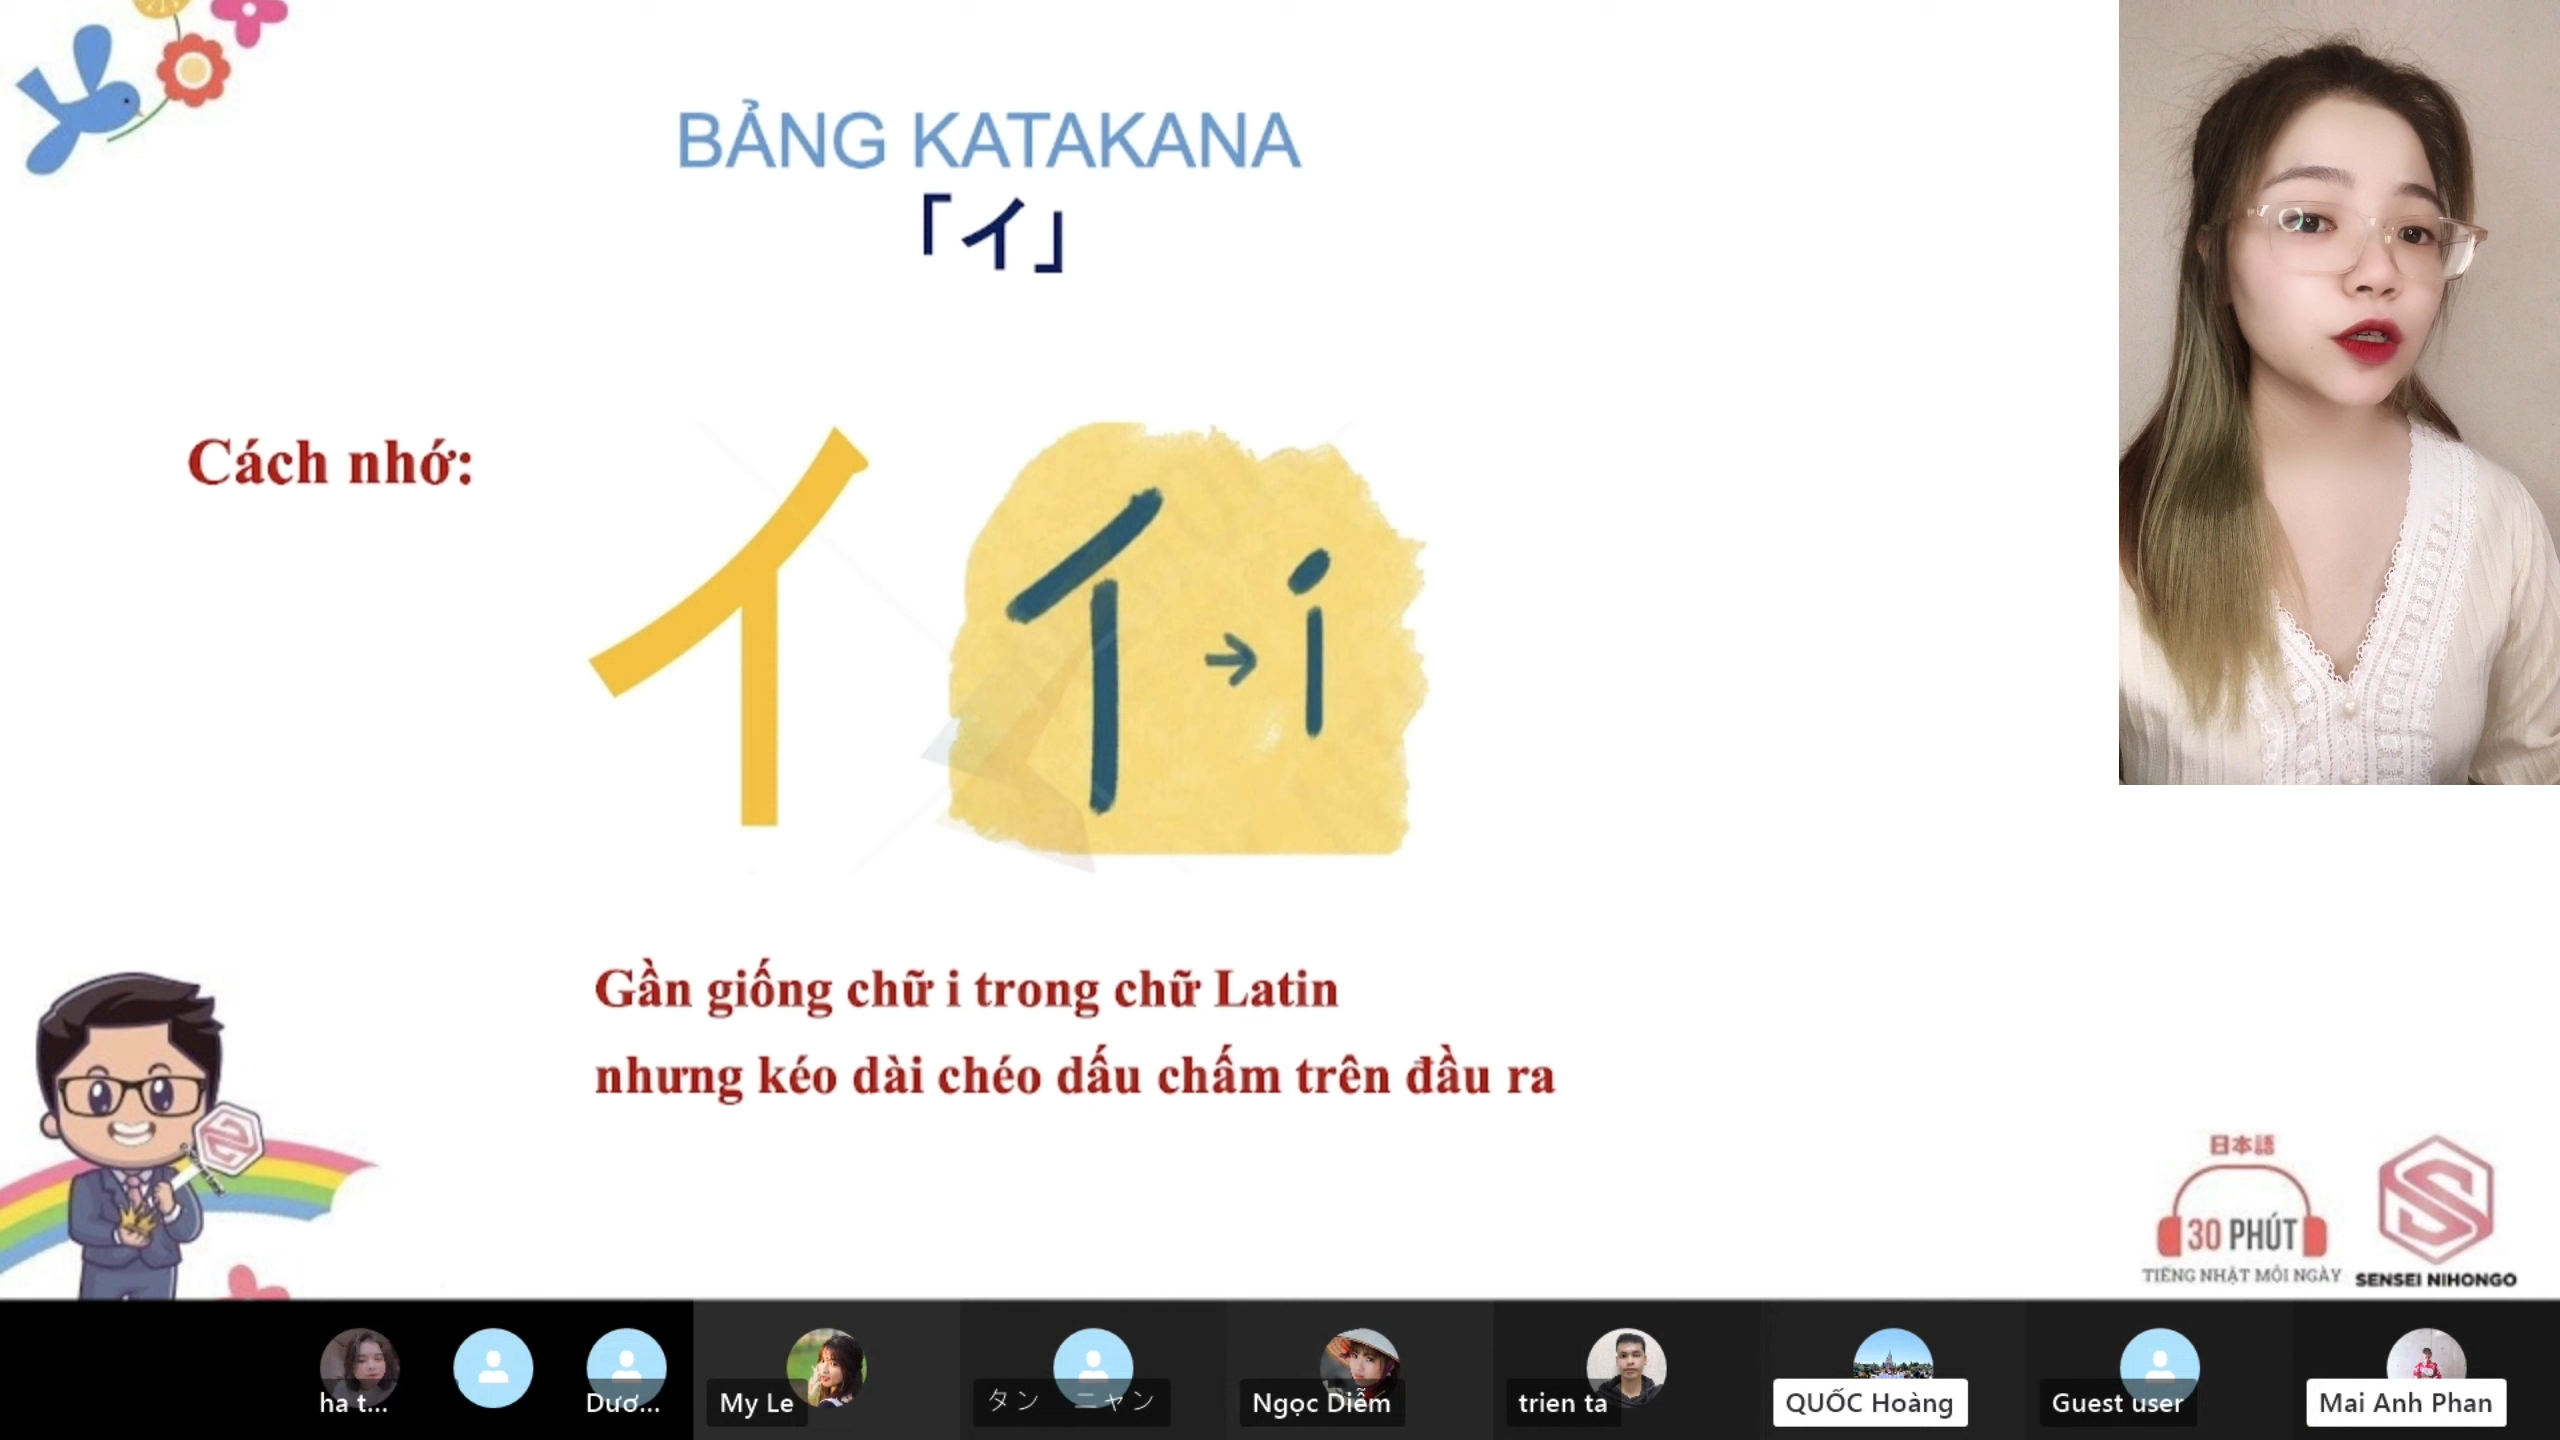 BẢNG KATAKANA
「イ」
Cách nhớ:
イ
イ → i
Gần giống chữ i trong chữ Latin
nhưng kéo dài chéo dấu chấm trên đầu ra
日本語
30 PHÚT
TIẾNG NHẬT MỖI NGÀY
SENSEI NIHONGO
ha t...
Dươ...
My Le
タン ニャン
Ngọc Diễm
trien ta
QUỐC Hoàng
Guest user
Mai Anh Phan